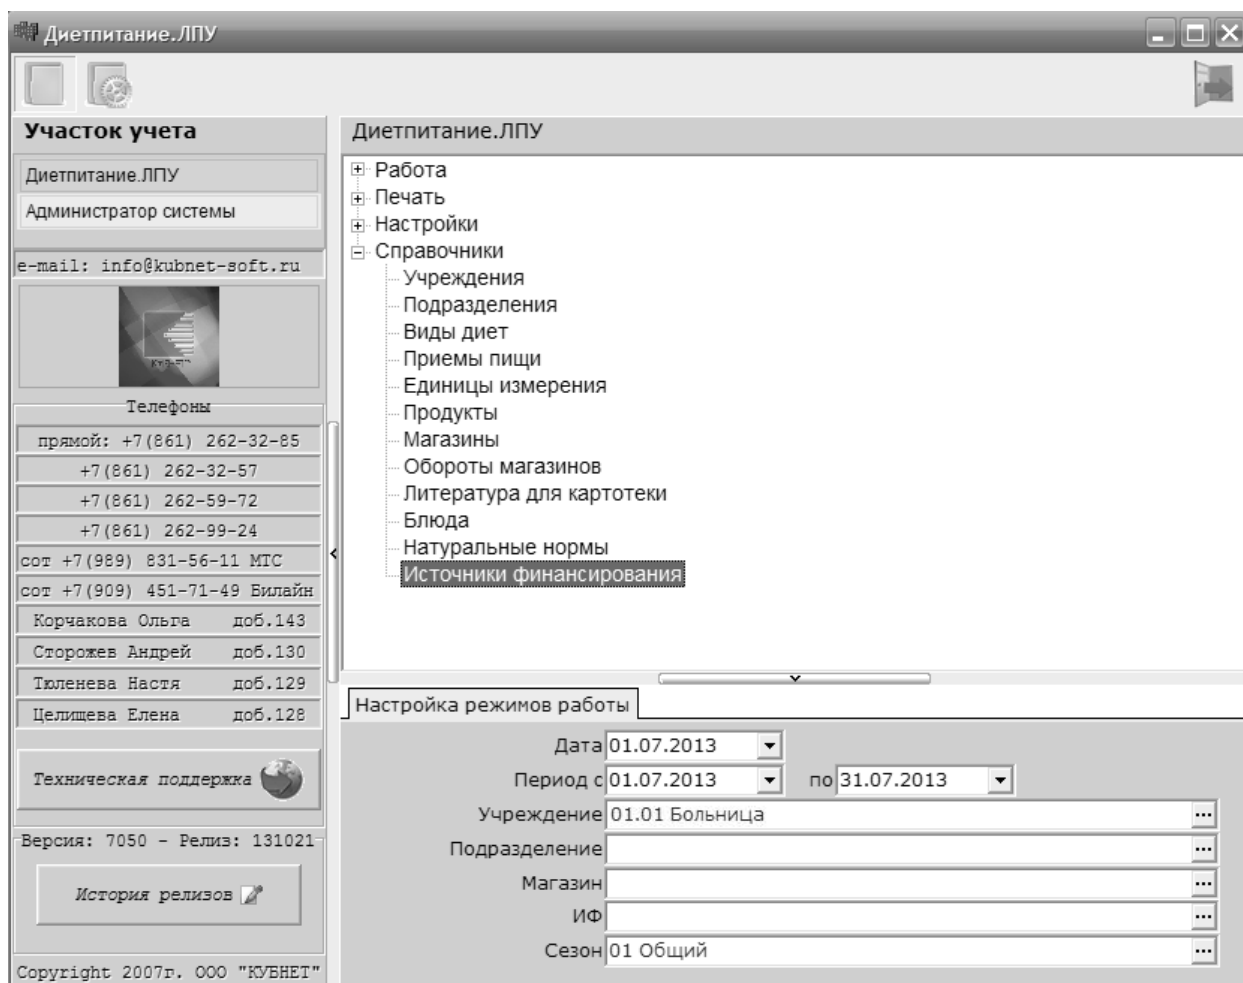 Диетпитание.ЛПУ
Участок учета
Диетпитание.ЛПУ
Администратор системы
e-mail: info@kubnet-soft.ru
Телефоны
прямой: +7(861) 262-32-85
+7(861) 262-32-57
+7(861) 262-59-72
+7(861) 262-99-24
сот +7(989) 831-56-11 МТС
сот +7(909) 451-71-49 Билайн
Корчакова Ольга доб.143
Сторожев Андрей доб.130
Тюленева Настя доб.129
Целищева Елена доб.128
Техническая поддержка
Версия: 7050 - Релиз: 131021
История релизов
Copyright 2007г. ООО "КУБНЕТ"
Диетпитание.ЛПУ
Работа
Печать
Настройки
Справочники
Учреждения
Подразделения
Виды диет
Приемы пищи
Единицы измерения
Продукты
Магазины
Обороты магазинов
Литература для картотеки
Блюда
Натуральные нормы
Источники финансирования
Настройка режимов работы
Дата 01.07.2013
Период с 01.07.2013 по 31.07.2013
Учреждение 01.01 Больница
Подразделение
Магазин
ИФ
Сезон 01 Общий